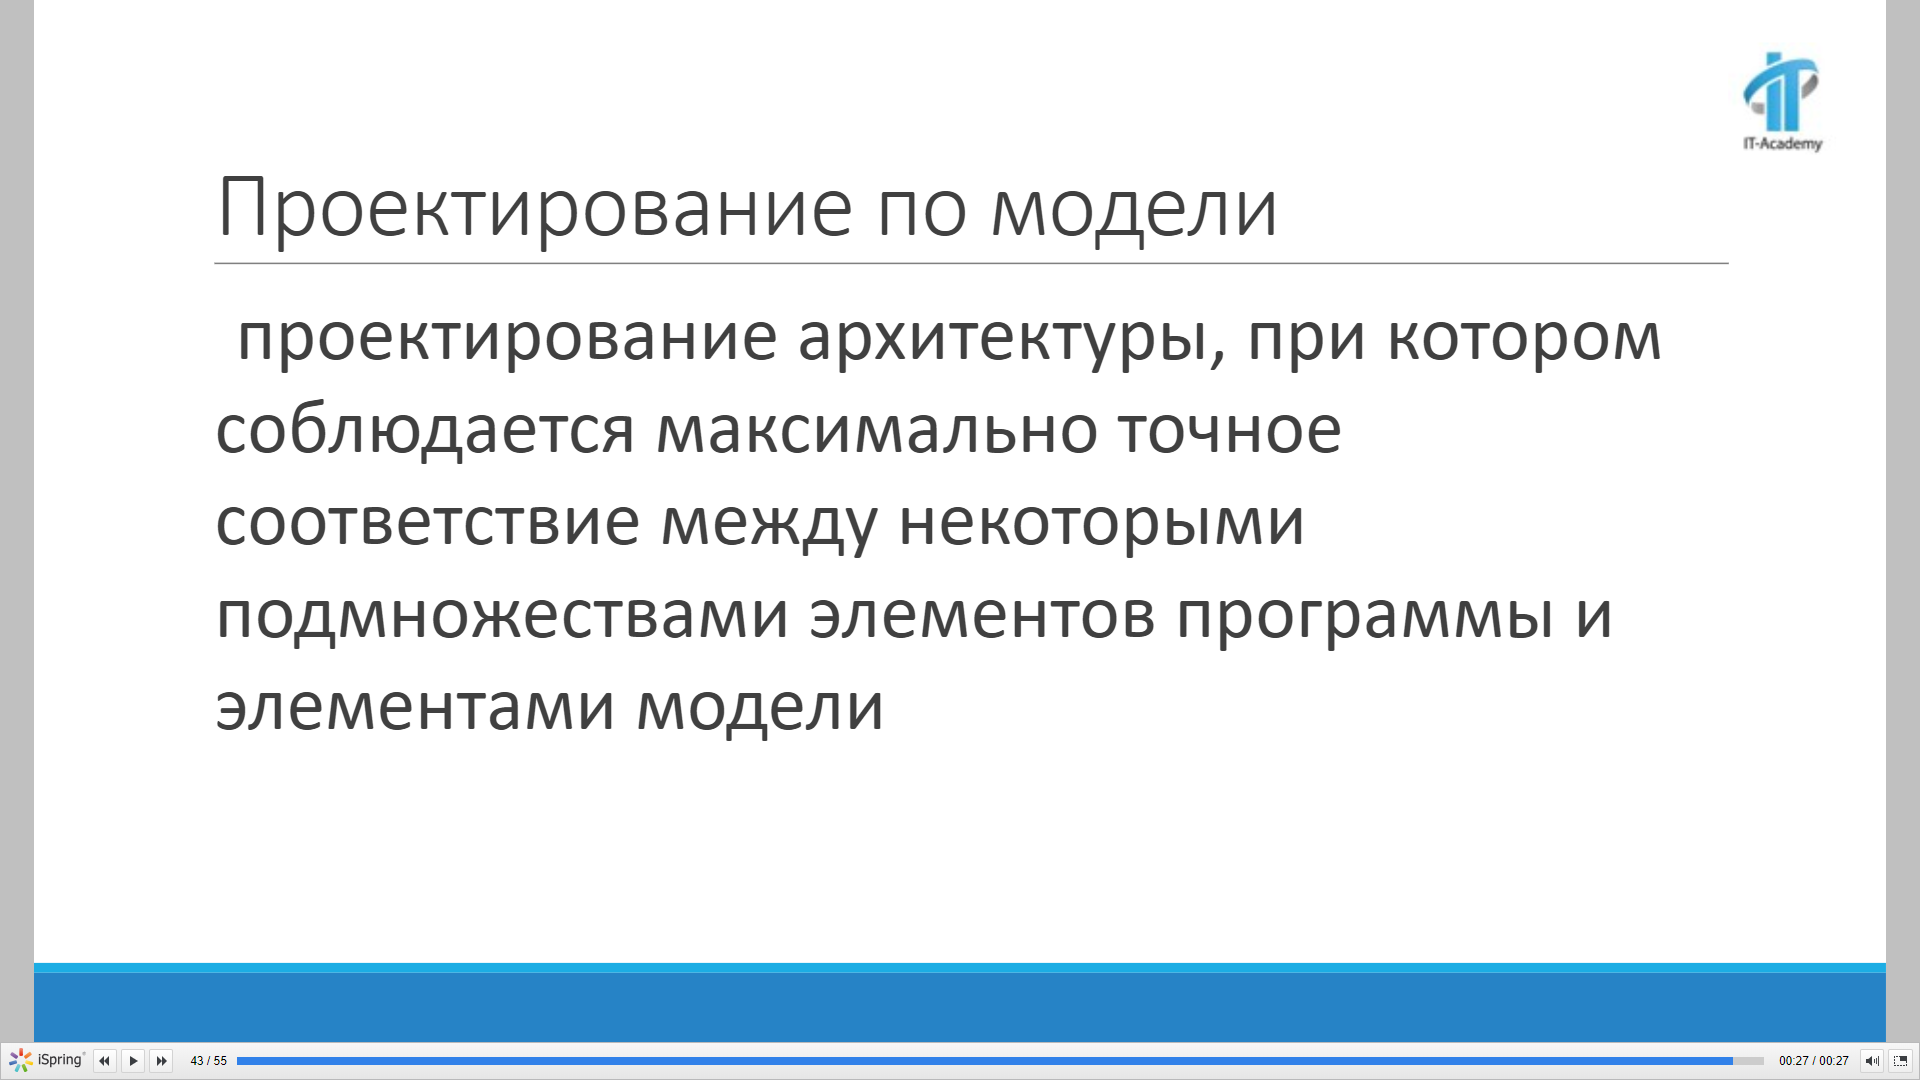 IT-Academy
Проектирование по модели
проектирование архитектуры, при котором
соблюдается максимально точное
соответствие между некоторыми
подмножествами элементов программы и
элементами модели
iSpring 43 / 55 00:27 / 00:27